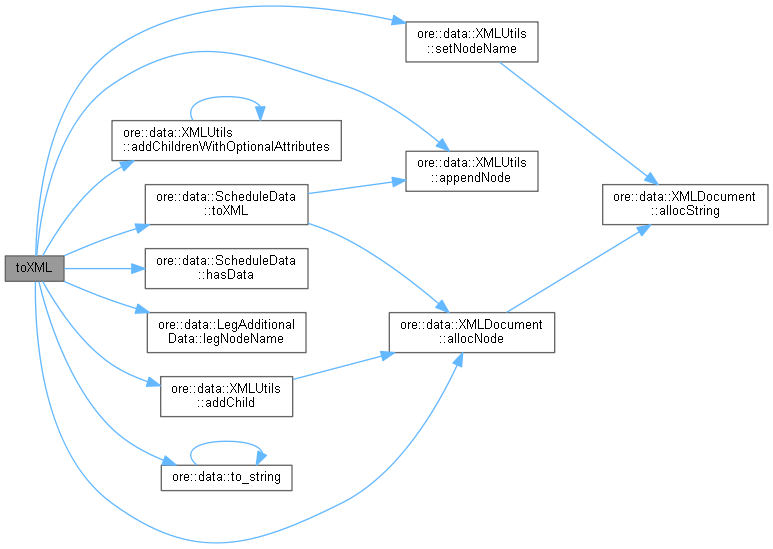 ore::data::XMLUtils
::setNodeName
ore::data::XMLUtils
::addChildrenWithOptionalAttributes
ore::data::XMLUtils
::appendNode
ore::data::ScheduleData
::toXML
ore::data::XMLDocument
::allocString
toXML
ore::data::ScheduleData
::hasData
ore::data::LegAdditional
Data::legNodeName
ore::data::XMLDocument
::allocNode
ore::data::XMLUtils
::addChild
ore::data::to_string